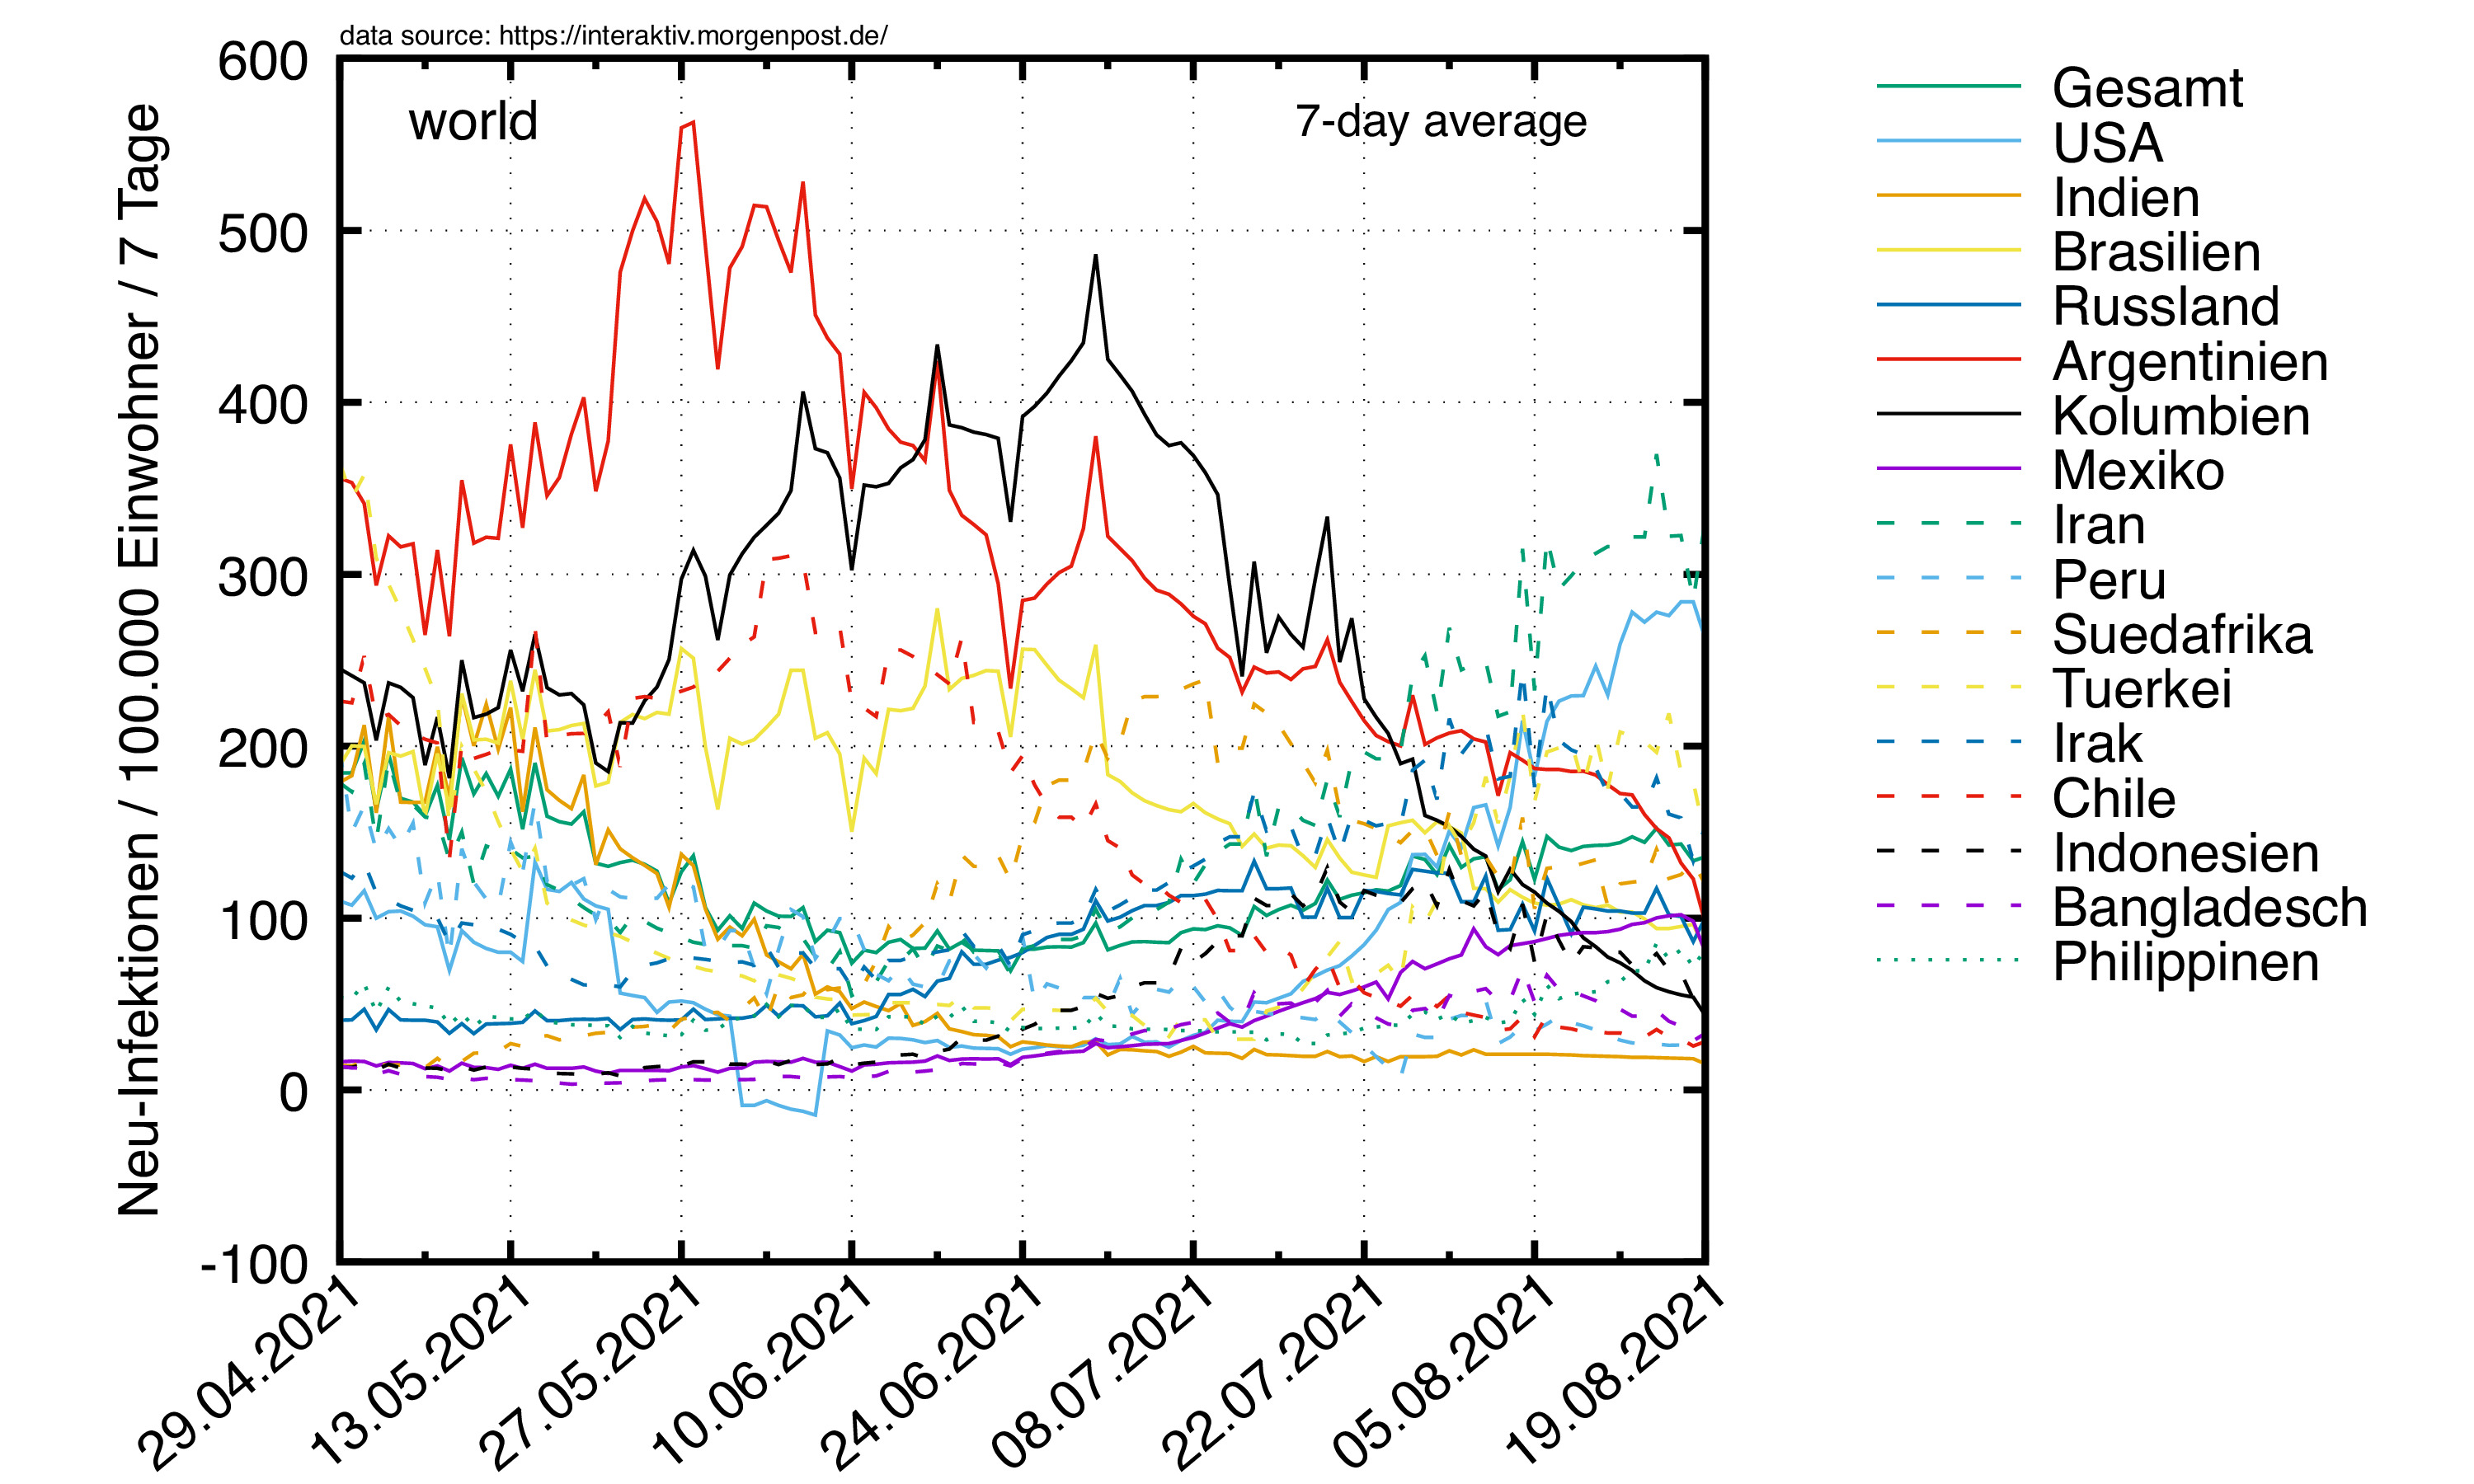 data source: https://interaktiv.morgenpost.de/
world
7-day average
Neu-Infektionen / 100.000 Einwohner / 7 Tage
600
500
400
300
200
100
0
-100
29.04.2021
13.05.2021
27.05.2021
10.06.2021
24.06.2021
08.07.2021
22.07.2021
05.08.2021
19.08.2021
Gesamt
USA
Indien
Brasilien
Russland
Argentinien
Kolumbien
Mexiko
Iran
Peru
Suedafrika
Tuerkei
Irak
Chile
Indonesien
Bangladesch
Philippinen